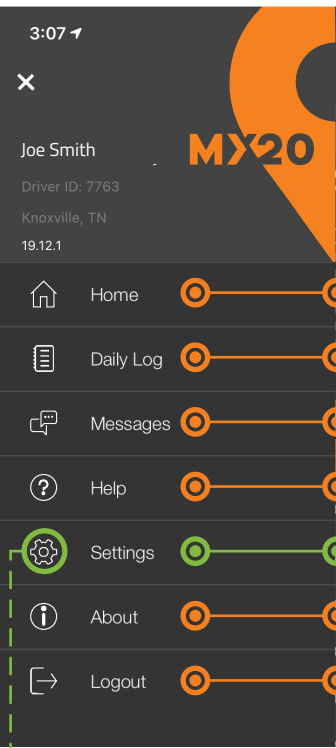 3:07
Joe Smith
MX20
Driver ID: 7763
Knoxville, TN
19.12.1
Home
Daily Log
Messages
Help
Settings
About
Logout